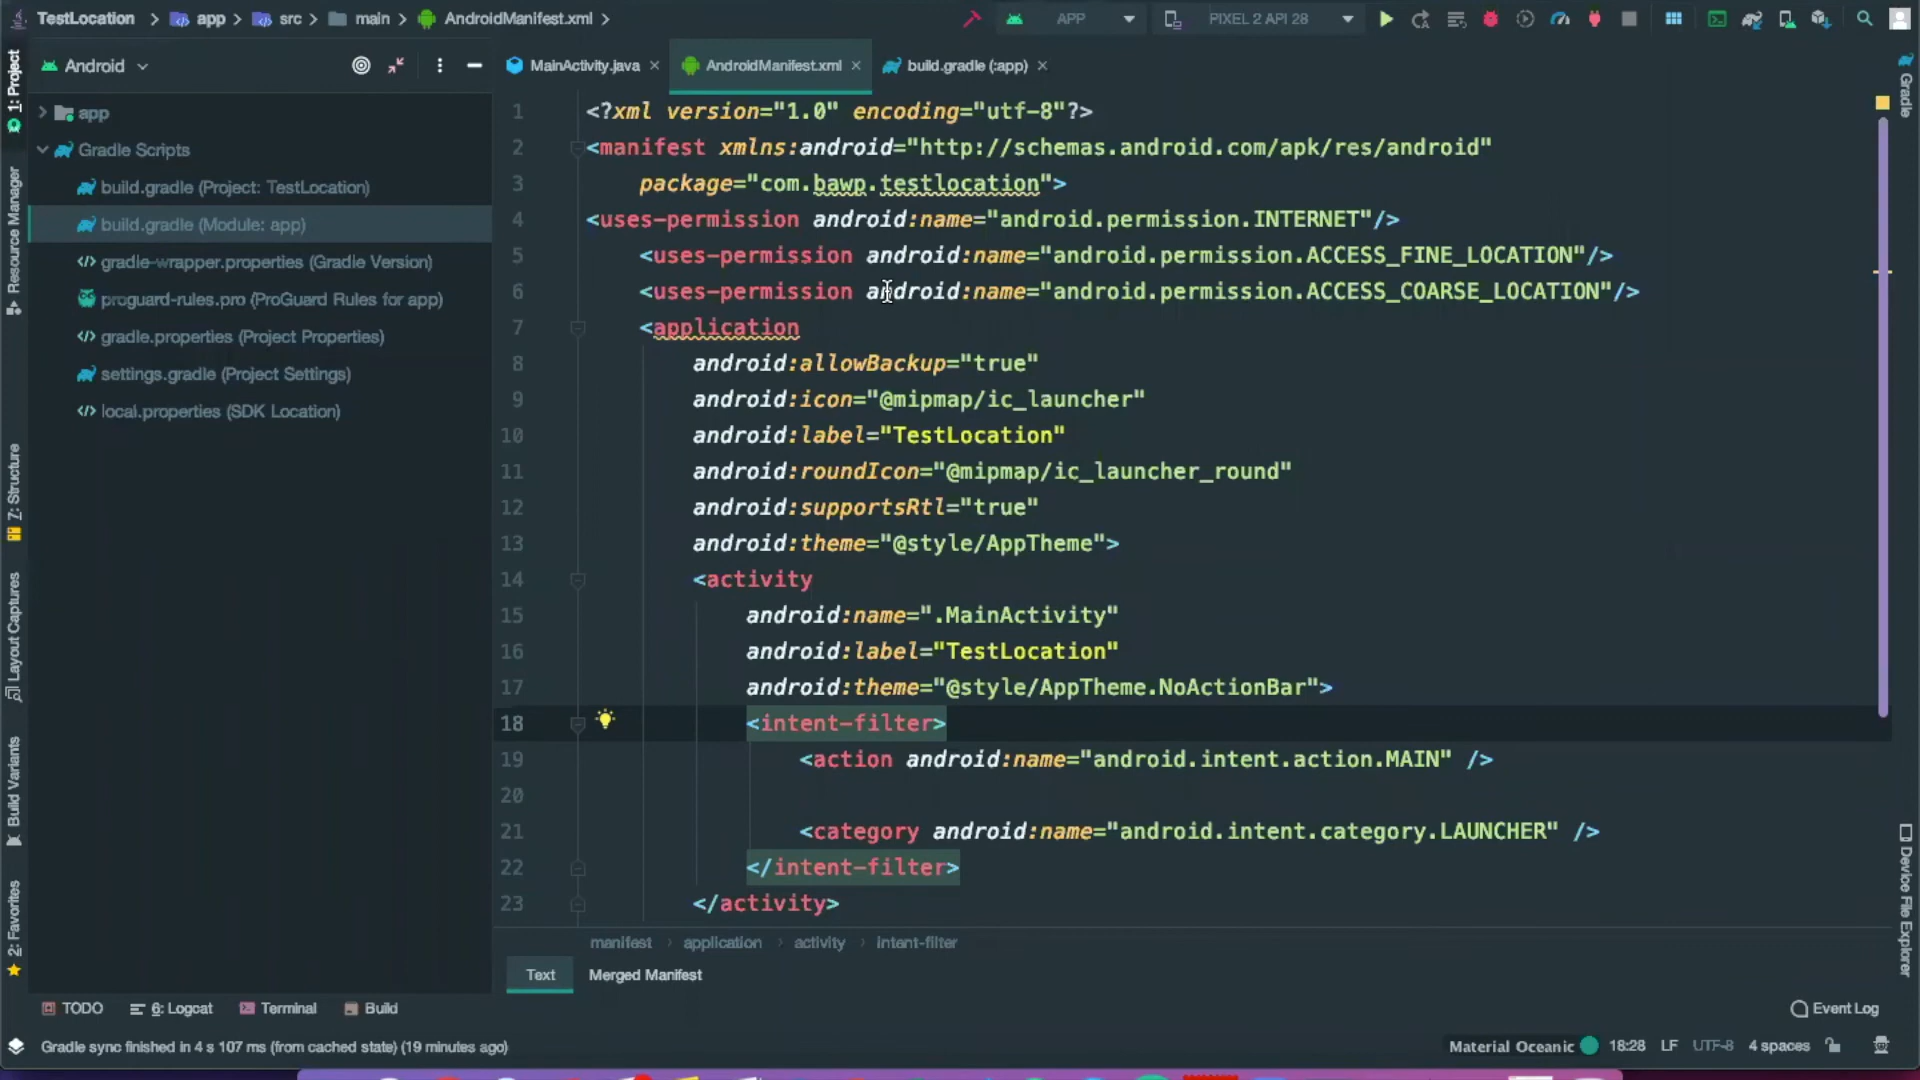 TestLocation app src main AndroidManifest.xml APP PIXEL 2 API 28
1: Project
Resource Manager
Z: Structure
Layout Captures
Build Variants
2: Favorites
Android
app
Gradle Scripts
build.gradle (Project: TestLocation)
build.gradle (Module: app)
gradle-wrapper.properties (Gradle Version)
proguard-rules.pro (ProGuard Rules for app)
gradle.properties (Project Properties)
settings.gradle (Project Settings)
local.properties (SDK Location)
MainActivity.java AndroidManifest.xml build.gradle (:app)
1 <?xml version="1.0" encoding="utf-8"?>
2 <manifest xmlns:android="http://schemas.android.com/apk/res/android"
3 package="com.bawp.testlocation">
4 <uses-permission android:name="android.permission.INTERNET"/>
5 <uses-permission android:name="android.permission.ACCESS_FINE_LOCATION"/>
6 <uses-permission android:name="android.permission.ACCESS_COARSE_LOCATION"/>
7 <application
8 android:allowBackup="true"
9 android:icon="@mipmap/ic_launcher"
10 android:label="TestLocation"
11 android:roundIcon="@mipmap/ic_launcher_round"
12 android:supportsRtl="true"
13 android:theme="@style/AppTheme">
14 <activity
15 android:name=".MainActivity"
16 android:label="TestLocation"
17 android:theme="@style/AppTheme.NoActionBar">
18 <intent-filter>
19 <action android:name="android.intent.action.MAIN" />
20
21 <category android:name="android.intent.category.LAUNCHER" />
22 </intent-filter>
23 </activity>
manifest application activity intent-filter
Text Merged Manifest
Gradle
Device File Explorer
TODO 6: Logcat Terminal Build Event Log
Gradle sync finished in 4 s 107 ms (from cached state) (19 minutes ago) Material Oceanic 18:28 LF UTF-8 4 spaces